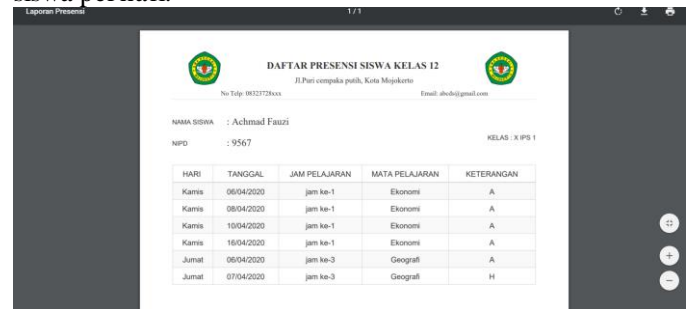 Laporan Presensi 1 / 1
DAFTAR PRESENSI SISWA KELAS 12
Jl.Puri cempaka putih, Kota Mojokerto
No Telp: 08323728xxx Email: abcds@gmail.com
NAMA SISWA : Achmad Fauzi
NIPD : 9567 KELAS : X IPS 1
HARI TANGGAL JAM PELAJARAN MATA PELAJARAN KETERANGAN
Kamis 06/04/2020 jam ke-1 Ekonomi A
Kamis 08/04/2020 jam ke-1 Ekonomi A
Kamis 10/04/2020 jam ke-1 Ekonomi A
Kamis 16/04/2020 jam ke-1 Ekonomi A
Jumat 06/04/2020 jam ke-3 Geografi A
Jumat 07/04/2020 jam ke-3 Geografi H